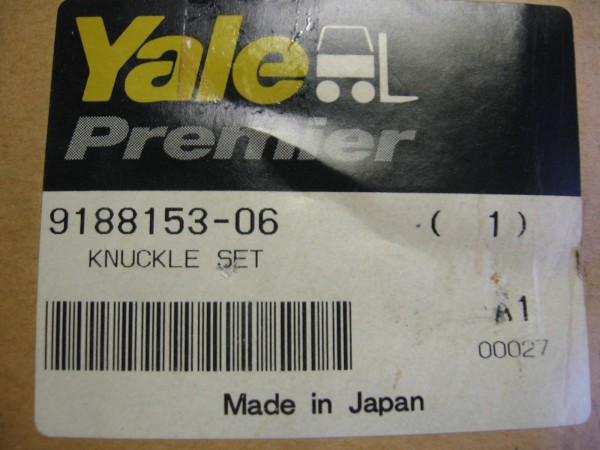 Yale
Premier
9188153-06 ( 1 )
KNUCKLE SET
A1
00027
Made in Japan